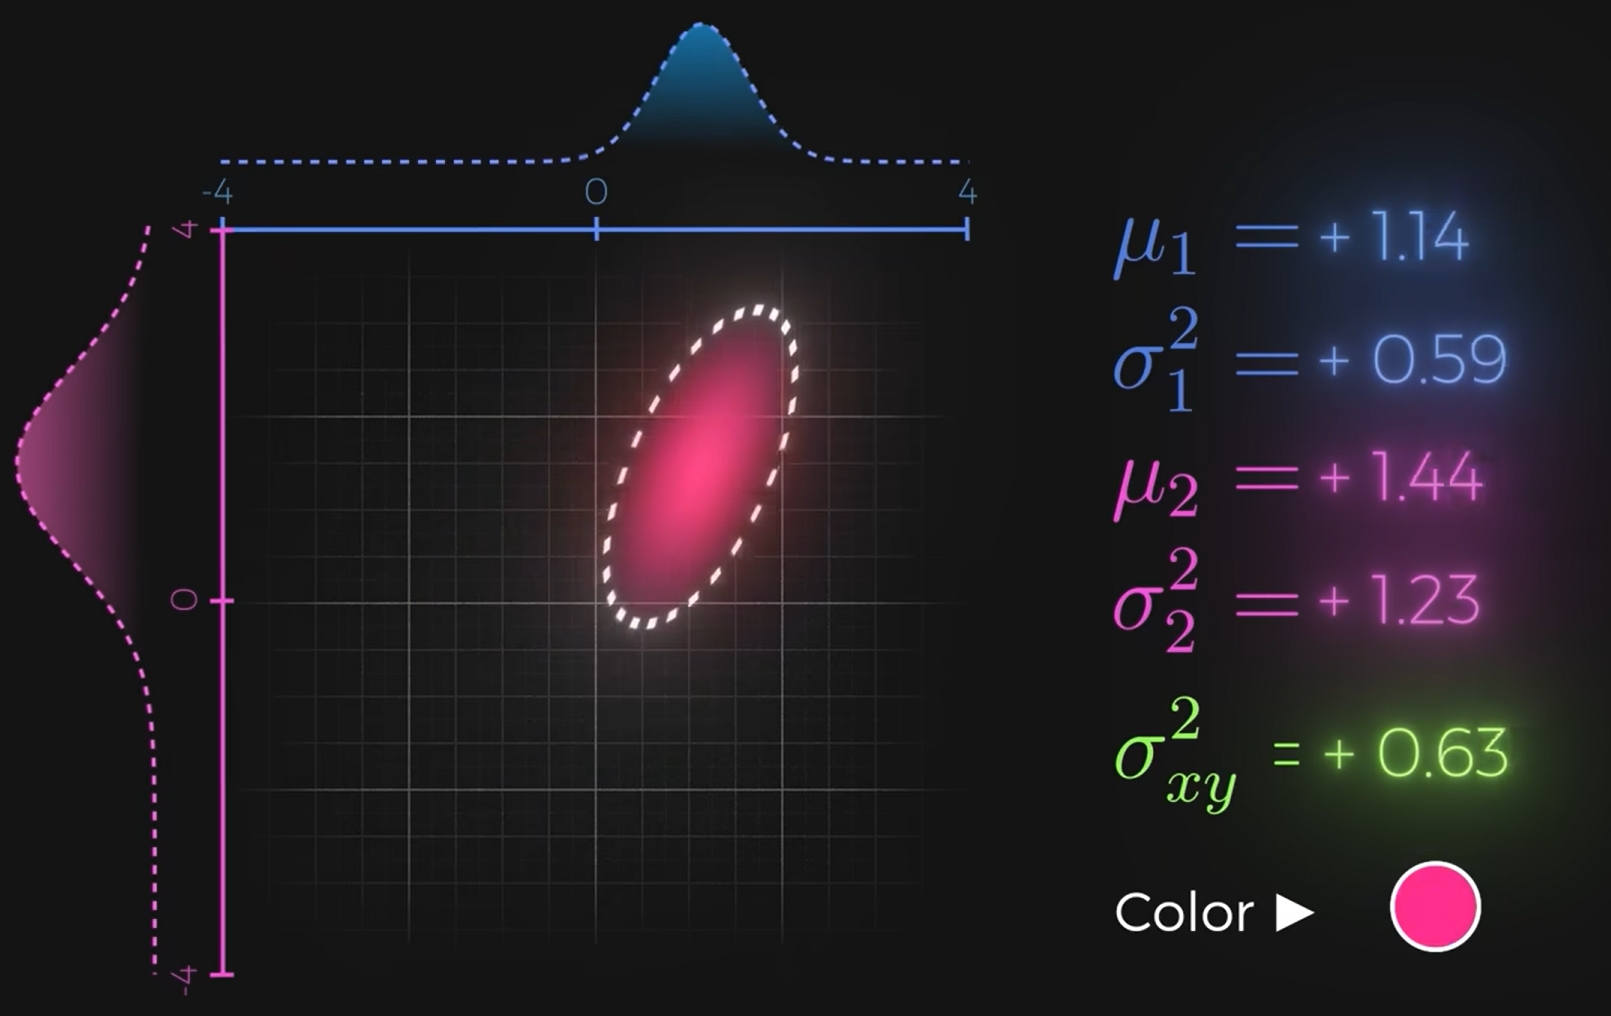 -4 0 4
4
0
-4
μ₁ = + 1.14
σ₁² = + 0.59
μ₂ = + 1.44
σ₂² = + 1.23
σ²xy = + 0.63
Color ▶